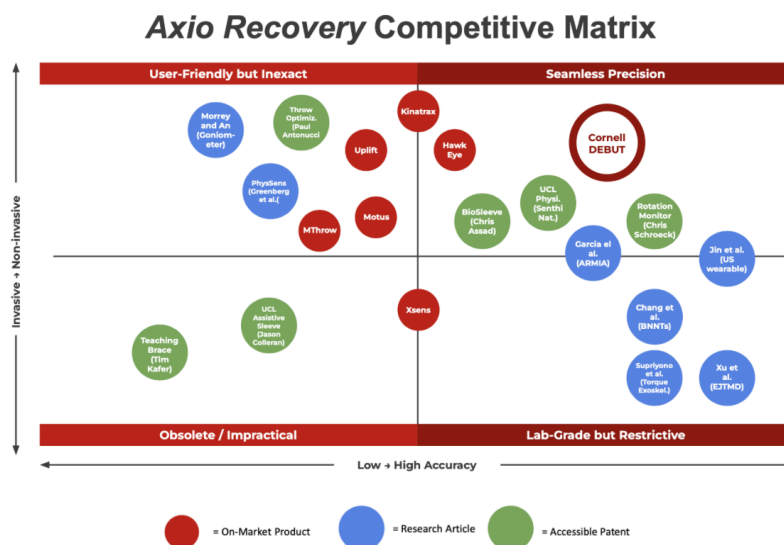 Axio Recovery Competitive Matrix
User-Friendly but Inexact
Seamless Precision
Morrey
and An
(Goniom-
eter)
Throw
Optimiz.
(Paul
Antonucci
Kinatrax
Uplift
Hawk
Eye
Cornell
DEBUT
PhysSens
(Greenberg
et al.(
MThrow
Motus
BioSleeve
(Chris
Assad)
UCL
Physi.
(Senthi
Nat.)
Rotation
Monitor
(Chris
Schroeck)
Garcia el
al.
(ARMIA)
Jin et al.
(US
wearable)
Invasive → Non-invasive
Teaching
Brace
(Tim
Kafer)
UCL
Assistive
Sleeve
(Jason
Colleran)
Xsens
Chang et
al.
(BNNTs)
Supriyono
et al.
(Torque
Exoskel.)
Xu et
al.
(EJTMD)
Obsolete / Impractical
Lab-Grade but Restrictive
Low → High Accuracy
= On-Market Product
= Research Article
= Accessible Patent